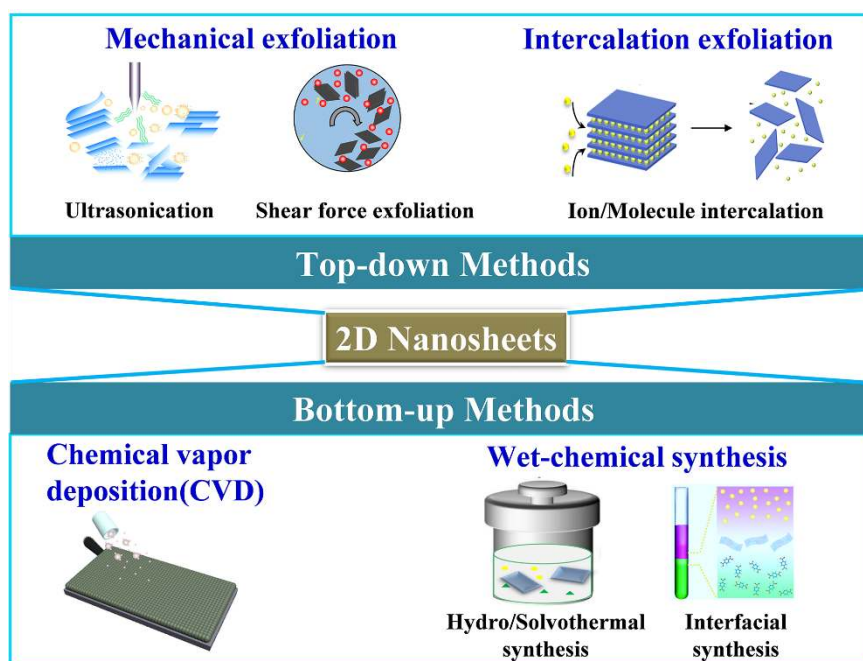 Mechanical exfoliation
Intercalation exfoliation
Ultrasonication
Shear force exfoliation
Ion/Molecule intercalation
Top-down Methods
2D Nanosheets
Bottom-up Methods
Chemical vapor
deposition(CVD)
Wet-chemical synthesis
Hydro/Solvothermal
synthesis
Interfacial
synthesis